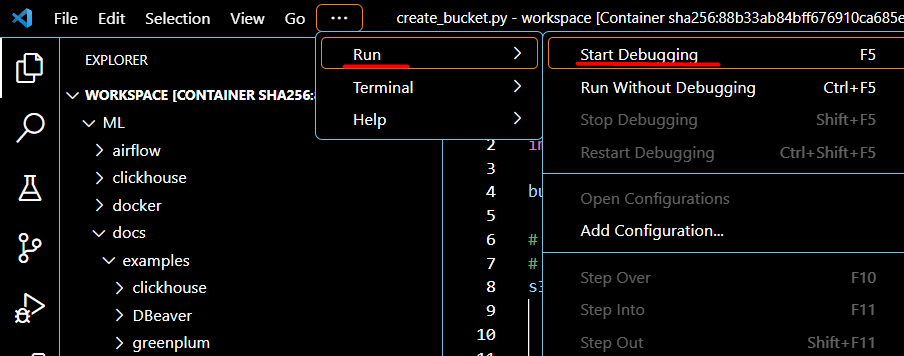 File Edit Selection View Go ... create_bucket.py - workspace [Container sha256:88b33ab84bff676910ca685e
EXPLORER
WORKSPACE [CONTAINER SHA256:
ML
airflow
clickhouse
docker
docs
examples
clickhouse
DBeaver
greenplum
Run
Terminal
Help
Start Debugging F5
Run Without Debugging Ctrl+F5
Stop Debugging Shift+F5
Restart Debugging Ctrl+Shift+F5
Open Configurations
Add Configuration...
Step Over F10
Step Into F11
Step Out Shift+F11
2
3
4 bu
5
6 #
7 #
8 s3
9
10